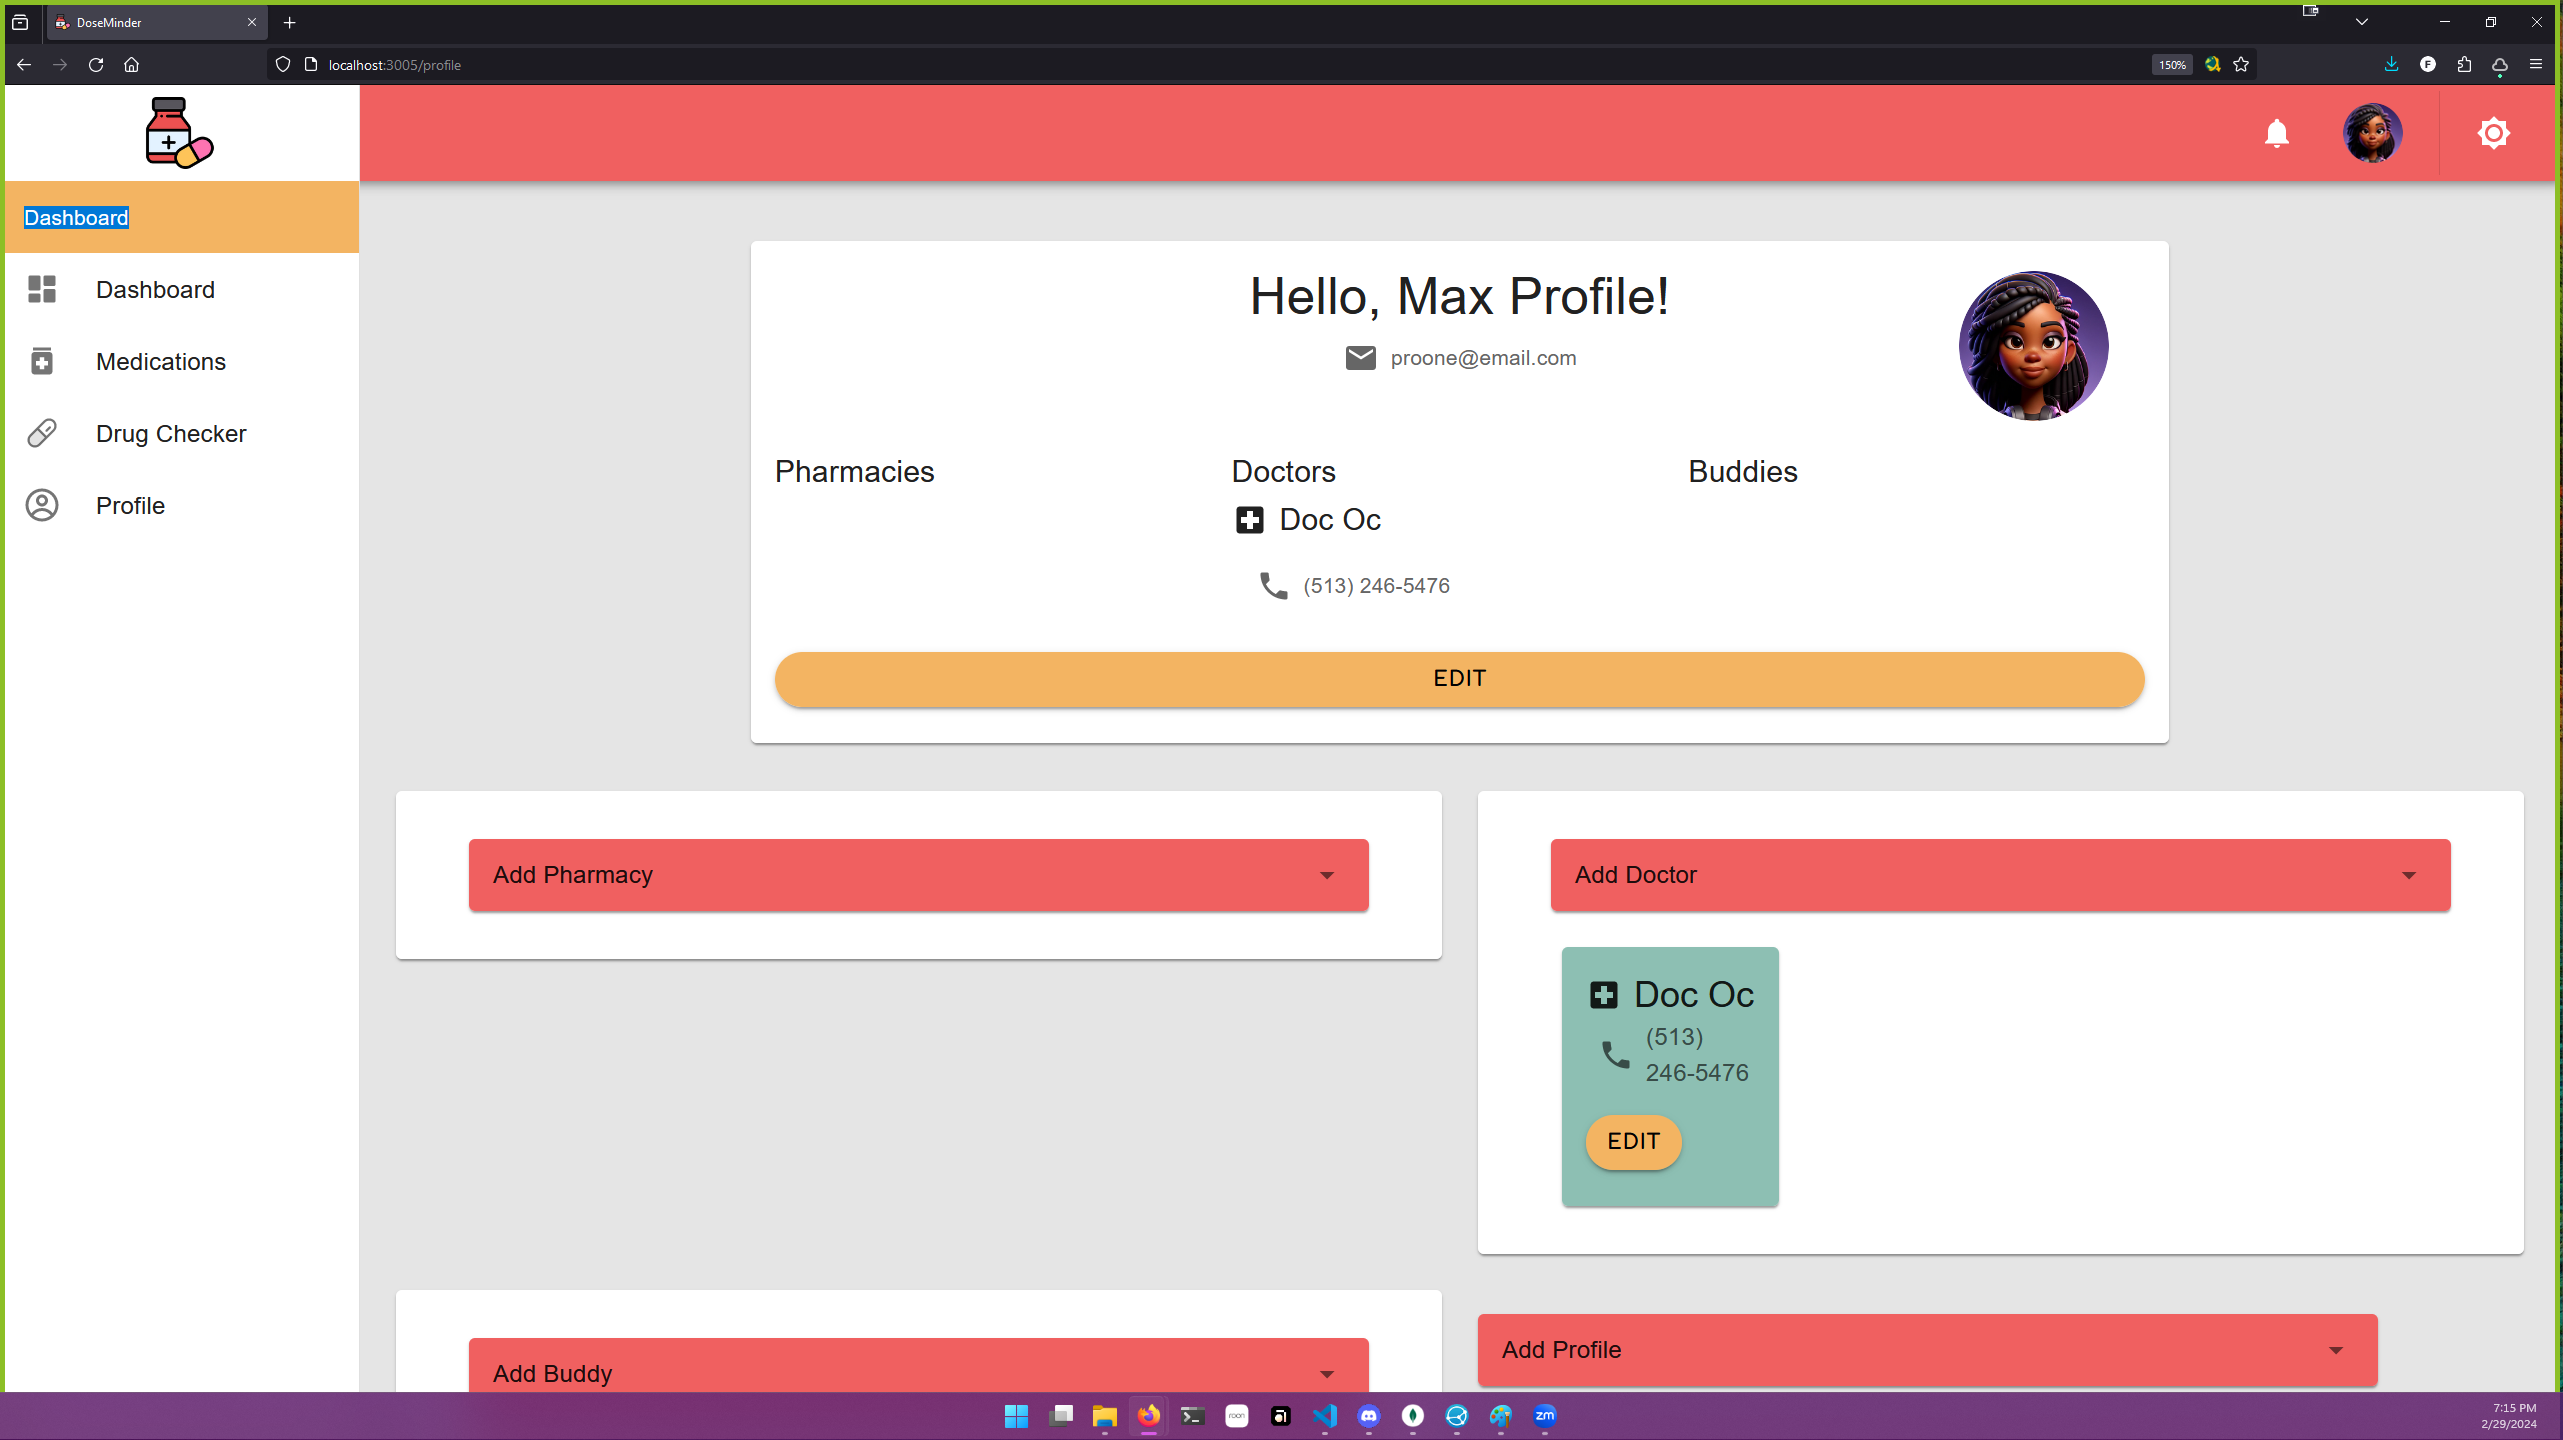 DoseMinder
localhost:3005/profile
150%
F
Dashboard
Dashboard
Medications
Drug Checker
Profile
Hello, Max Profile!
proone@email.com
Pharmacies
Doctors
Buddies
Doc Oc
(513) 246-5476
EDIT
Add Pharmacy
Add Doctor
Doc Oc
(513)
246-5476
EDIT
Add Buddy
Add Profile
roon
zm
7:15 PM
2/29/2024